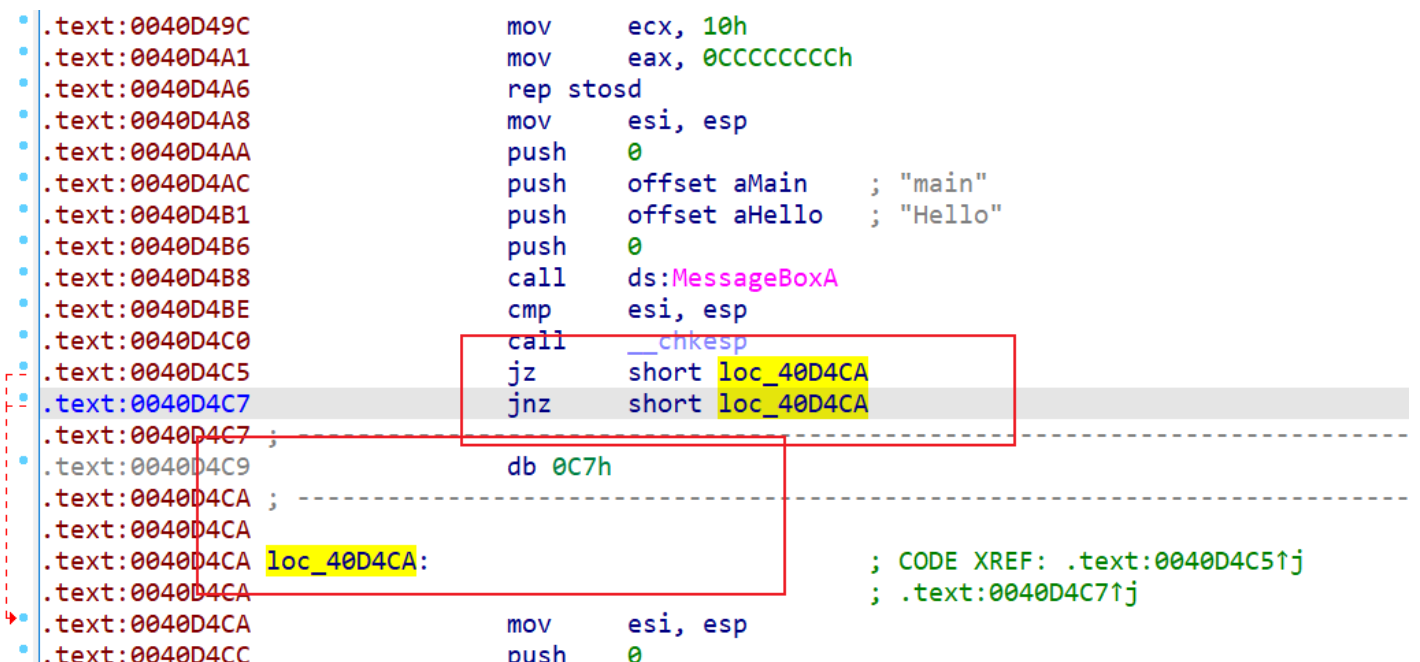 .text:0040D49C mov ecx, 10h
.text:0040D4A1 mov eax, 0CCCCCCCCh
.text:0040D4A6 rep stosd
.text:0040D4A8 mov esi, esp
.text:0040D4AA push 0
.text:0040D4AC push offset aMain ; "main"
.text:0040D4B1 push offset aHello ; "Hello"
.text:0040D4B6 push 0
.text:0040D4B8 call ds:MessageBoxA
.text:0040D4BE cmp esi, esp
.text:0040D4C0 call __chkesp
.text:0040D4C5 jz short loc_40D4CA
.text:0040D4C7 jnz short loc_40D4CA
.text:0040D4C7 ; ---------------------------------------------------------------------------
.text:0040D4C9 db 0C7h
.text:0040D4CA ; ---------------------------------------------------------------------------
.text:0040D4CA
.text:0040D4CA loc_40D4CA: ; CODE XREF: .text:0040D4C5↑j
.text:0040D4CA ; .text:0040D4C7↑j
.text:0040D4CA mov esi, esp
.text:0040D4CC push 0